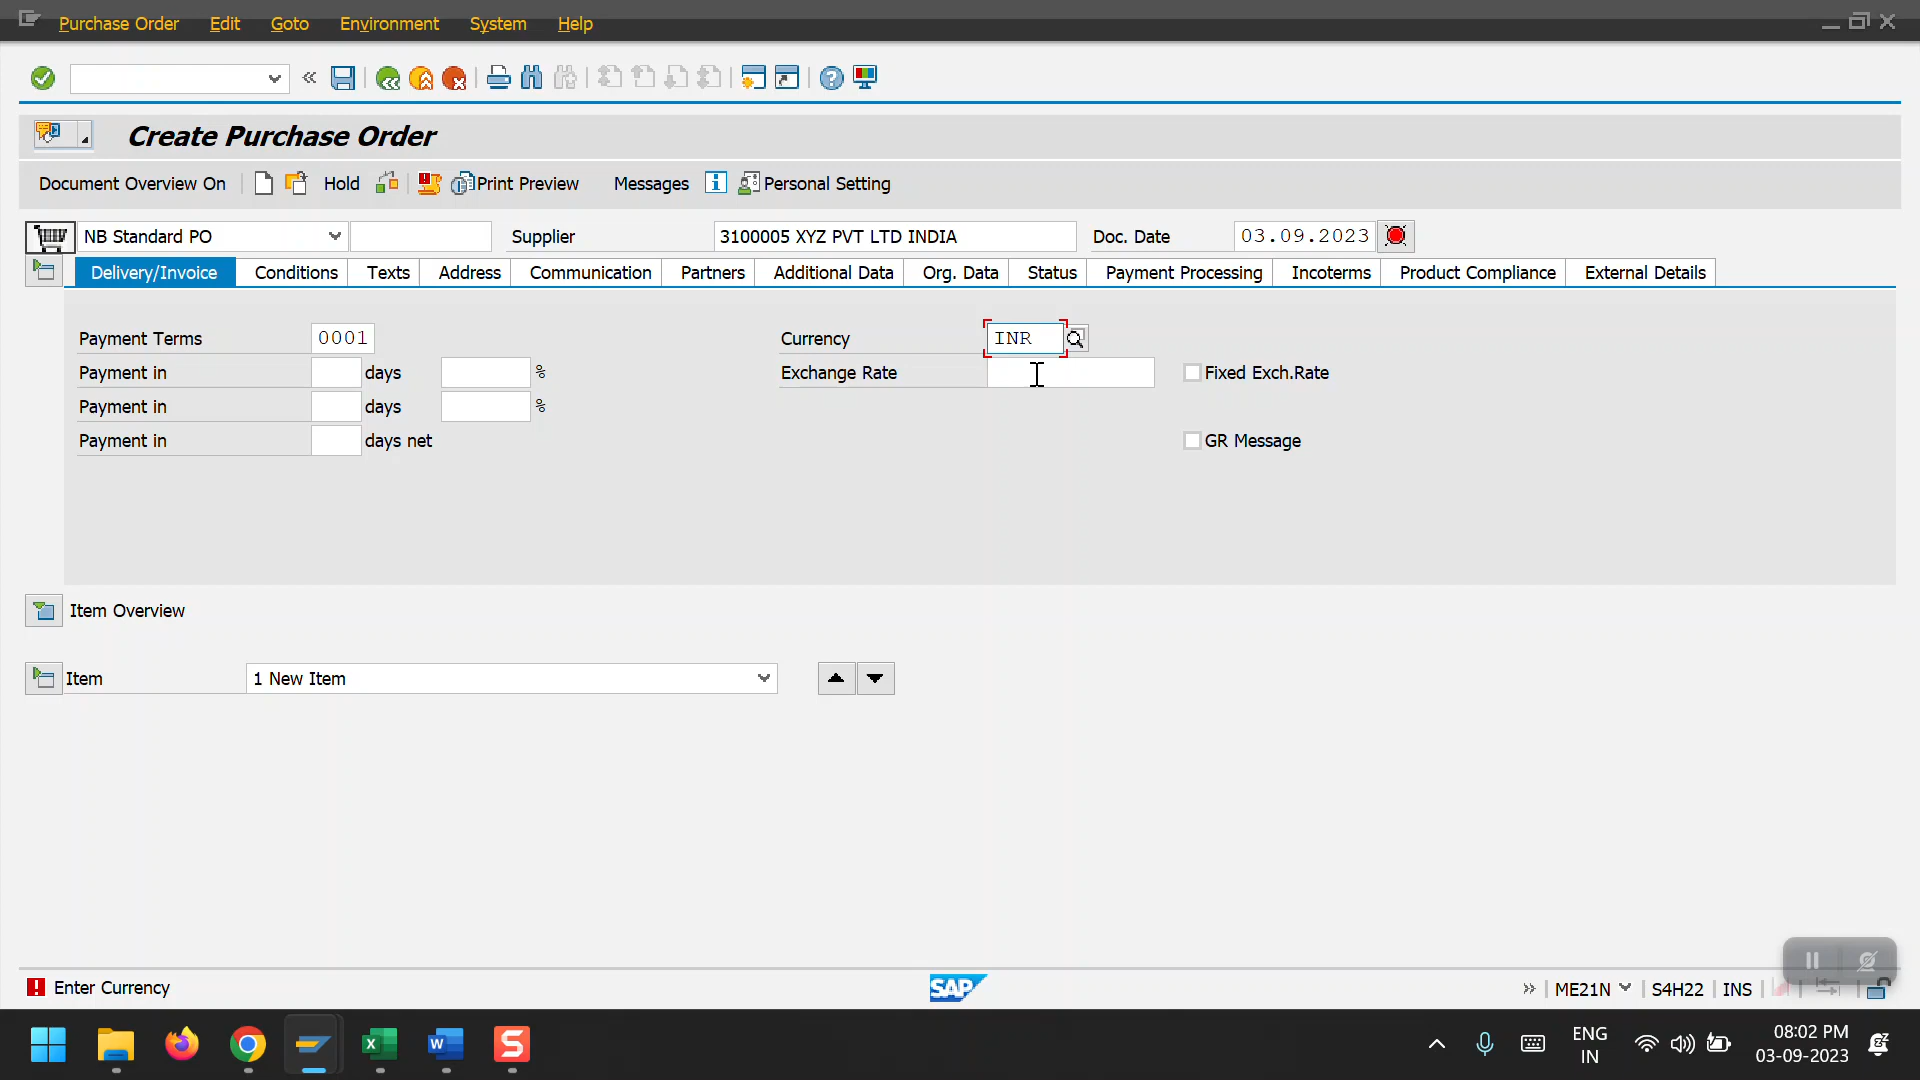 Purchase Order Edit Goto Environment System Help
Create Purchase Order
Document Overview On Hold Print Preview Messages Personal Setting
NB Standard PO Supplier 3100005 XYZ PVT LTD INDIA Doc. Date 03.09.2023
Delivery/Invoice Conditions Texts Address Communication Partners Additional Data Org. Data Status Payment Processing Incoterms Product Compliance External Details
Payment Terms 0001 Currency INR
Payment in days % Exchange Rate Fixed Exch.Rate
Payment in days %
Payment in days net GR Message
Item Overview
Item 1 New Item
Enter Currency SAP ME21N S4H22 INS
ENG 08:02 PM
IN 03-09-2023